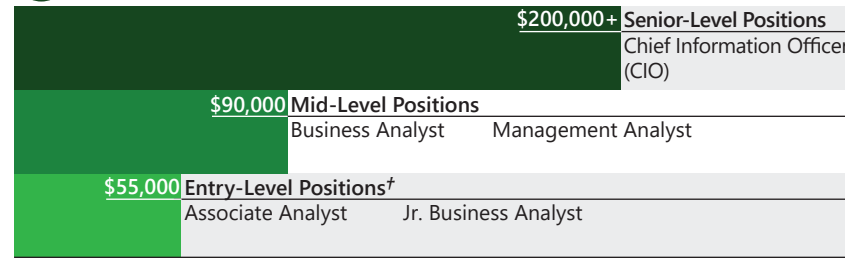 $200,000+ Senior-Level Positions
Chief Information Officer
(CIO)
$90,000 Mid-Level Positions
Business Analyst Management Analyst
$55,000 Entry-Level Positions†
Associate Analyst Jr. Business Analyst